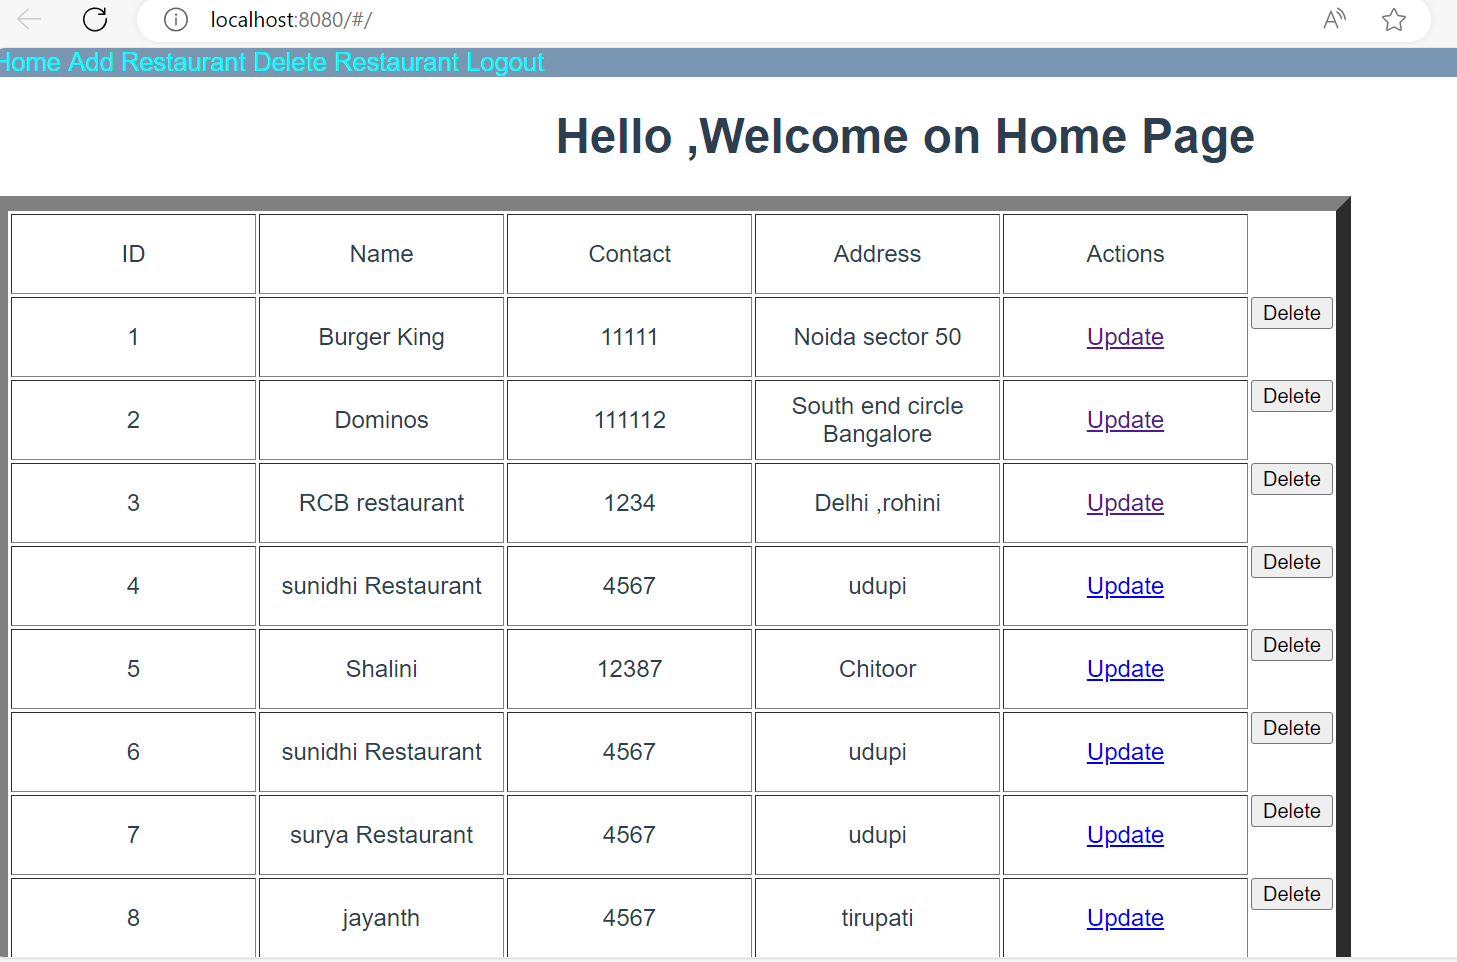 localhost:8080/#/
Home Add Restaurant Delete Restaurant Logout
Hello ,Welcome on Home Page
ID Name Contact Address Actions
1 Burger King 11111 Noida sector 50 Update Delete
2 Dominos 111112 South end circle Update Delete
Bangalore
3 RCB restaurant 1234 Delhi ,rohini Update Delete
4 sunidhi Restaurant 4567 udupi Update Delete
5 Shalini 12387 Chitoor Update Delete
6 sunidhi Restaurant 4567 udupi Update Delete
7 surya Restaurant 4567 udupi Update Delete
8 jayanth 4567 tirupati Update Delete